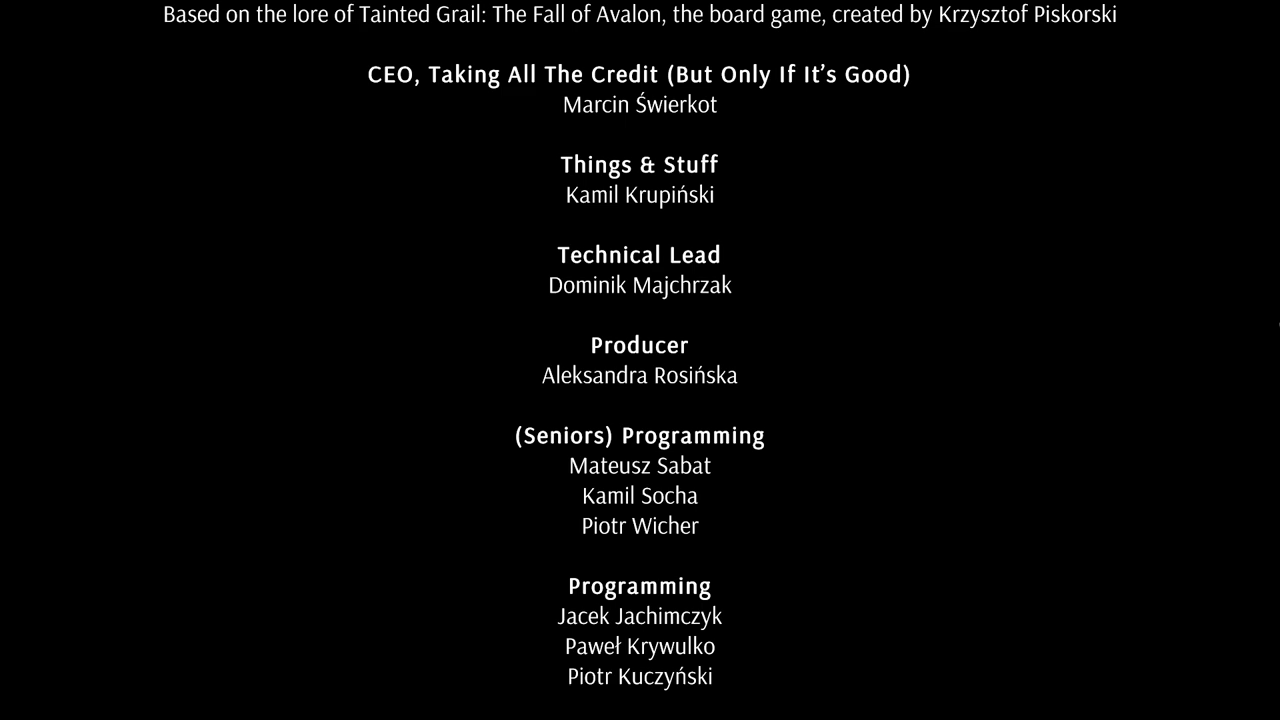 Based on the lore of Tainted Grail: The Fall of Avalon, the board game, created by Krzysztof Piskorski
CEO, Taking All The Credit (But Only If It’s Good)
Marcin Świerkot
Things & Stuff
Kamil Krupiński
Technical Lead
Dominik Majchrzak
Producer
Aleksandra Rosińska
(Seniors) Programming
Mateusz Sabat
Kamil Socha
Piotr Wicher
Programming
Jacek Jachimczyk
Paweł Krywulko
Piotr Kuczyński